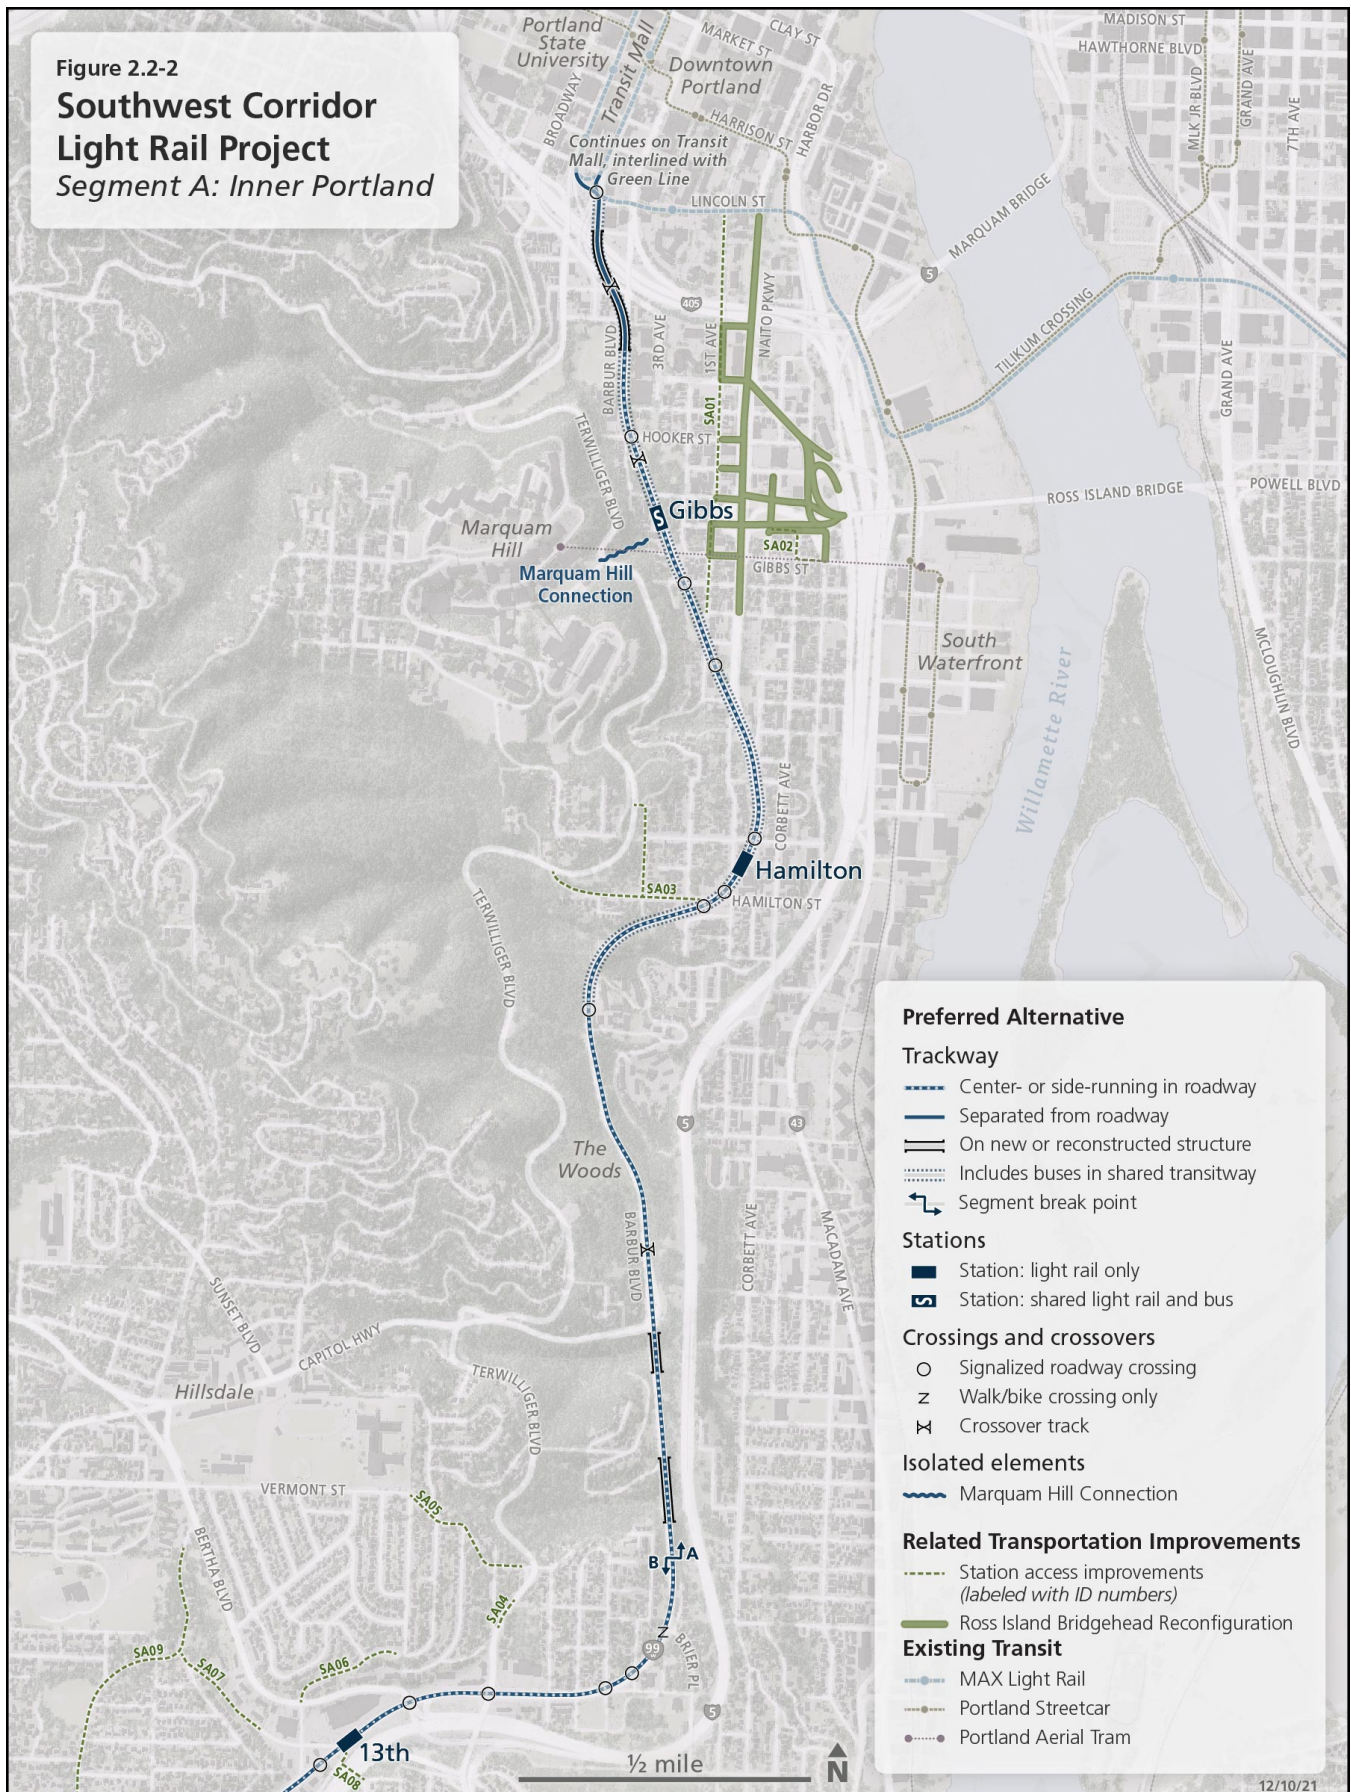 Figure 2.2-2
Southwest Corridor
Light Rail Project
Segment A: Inner Portland
Portland
State
University
Transit Mall
BROADWAY
MARKET ST
CLAY ST
Downtown
Portland
HARRISON ST
HARBOR DR
MADISON ST
HAWTHORNE BLVD
MLK JR BLVD
GRAND AVE
7TH AVE
Continues on Transit
Mall, interlined with
Green Line
LINCOLN ST
MARQUAM BRIDGE
5
405
BARBUR BLVD
3RD AVE
1ST AVE
NAITO PKWY
TILIKUM CROSSING
GRAND AVE
SA01
TERWILLIGER BLVD
HOOKER ST
Gibbs
ROSS ISLAND BRIDGE
POWELL BLVD
Marquam
Hill
SA02
GIBBS ST
Marquam Hill
Connection
South
Waterfront
Willamette River
MCLOUGHLIN BLVD
CORBETT AVE
Hamilton
SA03
HAMILTON ST
TERWILLIGER BLVD
5
43
The
Woods
BARBUR BLVD
CORBETT AVE
MACADAM AVE
SUNSET BLVD
CAPITOL HWY
Hillsdale
TERWILLIGER BLVD
VERMONT ST
SA05
BERTHA BLVD
B
A
SA04
99
W
BRIER PL
SA09
SA07
SA06
5
13th
SA08
½ mile
N
Preferred Alternative
Trackway
Center- or side-running in roadway
Separated from roadway
On new or reconstructed structure
Includes buses in shared transitway
Segment break point
Stations
Station: light rail only
S Station: shared light rail and bus
Crossings and crossovers
Signalized roadway crossing
Walk/bike crossing only
Crossover track
Isolated elements
Marquam Hill Connection
Related Transportation Improvements
Station access improvements
(labeled with ID numbers)
Ross Island Bridgehead Reconfiguration
Existing Transit
MAX Light Rail
Portland Streetcar
Portland Aerial Tram
12/10/21